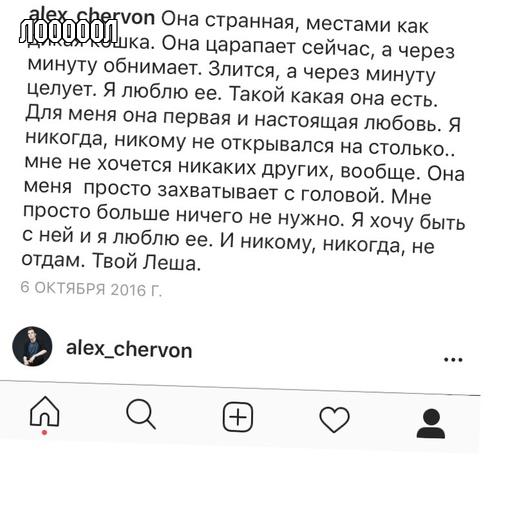 ЛОООООЛ
alex_chervon Она странная, местами как
дикая кошка. Она царапает сейчас, а через
минуту обнимает. Злится, а через минуту
целует. Я люблю ее. Такой какая она есть.
Для меня она первая и настоящая любовь. Я
никогда, никому не открывался на столько..
мне не хочется никаких других, вообще. Она
меня просто захватывает с головой. Мне
просто больше ничего не нужно. Я хочу быть
с ней и я люблю ее. И никому, никогда, не
отдам. Твой Леша.
6 ОКТЯБРЯ 2016 Г.
alex_chervon